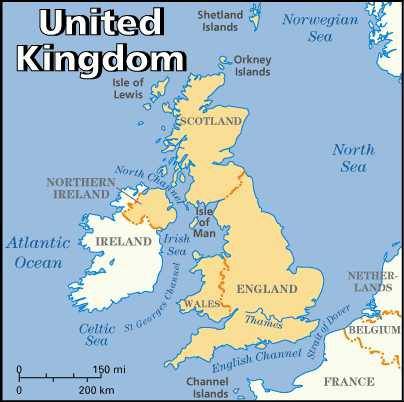 United
Kingdom
Shetland
Islands
Norwegian
Sea
Orkney
Islands
Isle of
Lewis
SCOTLAND
North
Sea
North Channel
NORTHERN
IRELAND
Isle
of
Man
Atlantic
Ocean
IRELAND
Irish
Sea
NETHER-
LANDS
St Georges Channel
WALES
ENGLAND
Celtic
Sea
Thames
Strait of Dover
BELGIUM
English Channel
0 150 mi
0 200 km
Channel
Islands
FRANCE